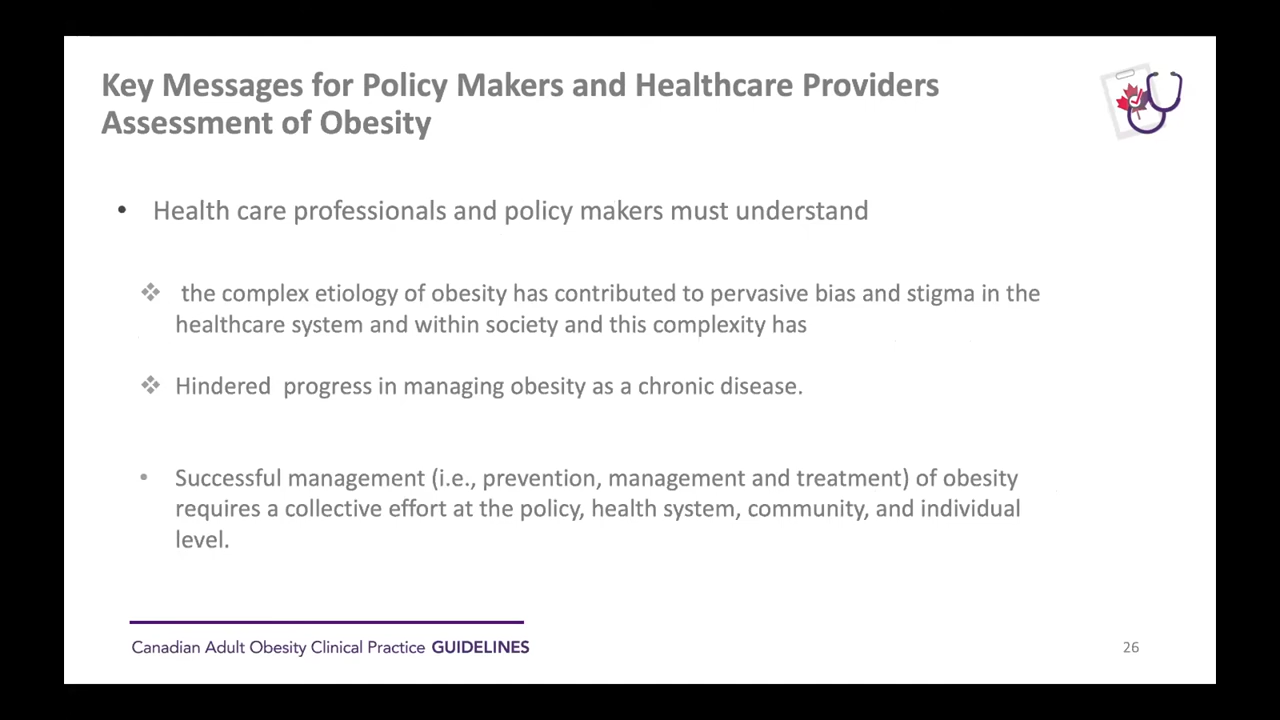 Key Messages for Policy Makers and Healthcare Providers
Assessment of Obesity
• Health care professionals and policy makers must understand
❖ the complex etiology of obesity has contributed to pervasive bias and stigma in the
healthcare system and within society and this complexity has
❖ Hindered  progress in managing obesity as a chronic disease.
• Successful management (i.e., prevention, management and treatment) of obesity
requires a collective effort at the policy, health system, community, and individual
level.
Canadian Adult Obesity Clinical Practice GUIDELINES
26